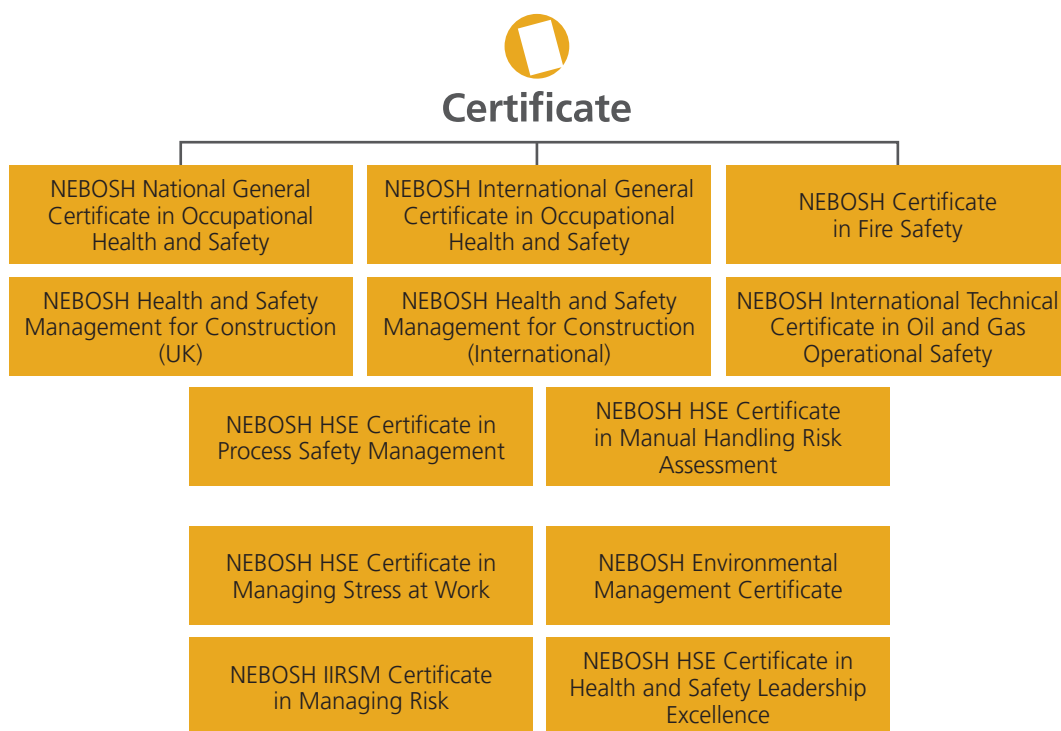 Certificate
NEBOSH National General
Certificate in Occupational
Health and Safety
NEBOSH International General
Certificate in Occupational
Health and Safety
NEBOSH Certificate
in Fire Safety
NEBOSH Health and Safety
Management for Construction
(UK)
NEBOSH Health and Safety
Management for Construction
(International)
NEBOSH International Technical
Certificate in Oil and Gas
Operational Safety
NEBOSH HSE Certificate in
Process Safety Management
NEBOSH HSE Certificate
in Manual Handling Risk
Assessment
NEBOSH HSE Certificate in
Managing Stress at Work
NEBOSH Environmental
Management Certificate
NEBOSH IIRSM Certificate
in Managing Risk
NEBOSH HSE Certificate in
Health and Safety Leadership
Excellence